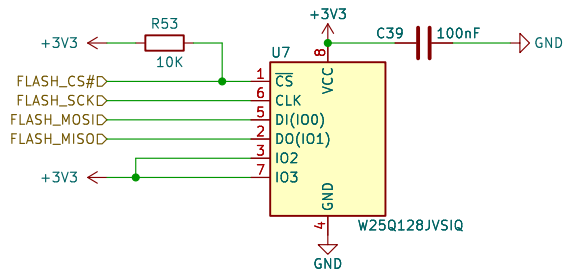 R53
+3V3
10K
+3V3
C39
100nF
GND
U7
8
VCC
FLASH_CS#
1
CS
FLASH_SCK
6
CLK
FLASH_MOSI
5
DI(IO0)
FLASH_MISO
2
DO(IO1)
3
IO2
+3V3
7
IO3
GND
4
W25Q128JVSIQ
GND